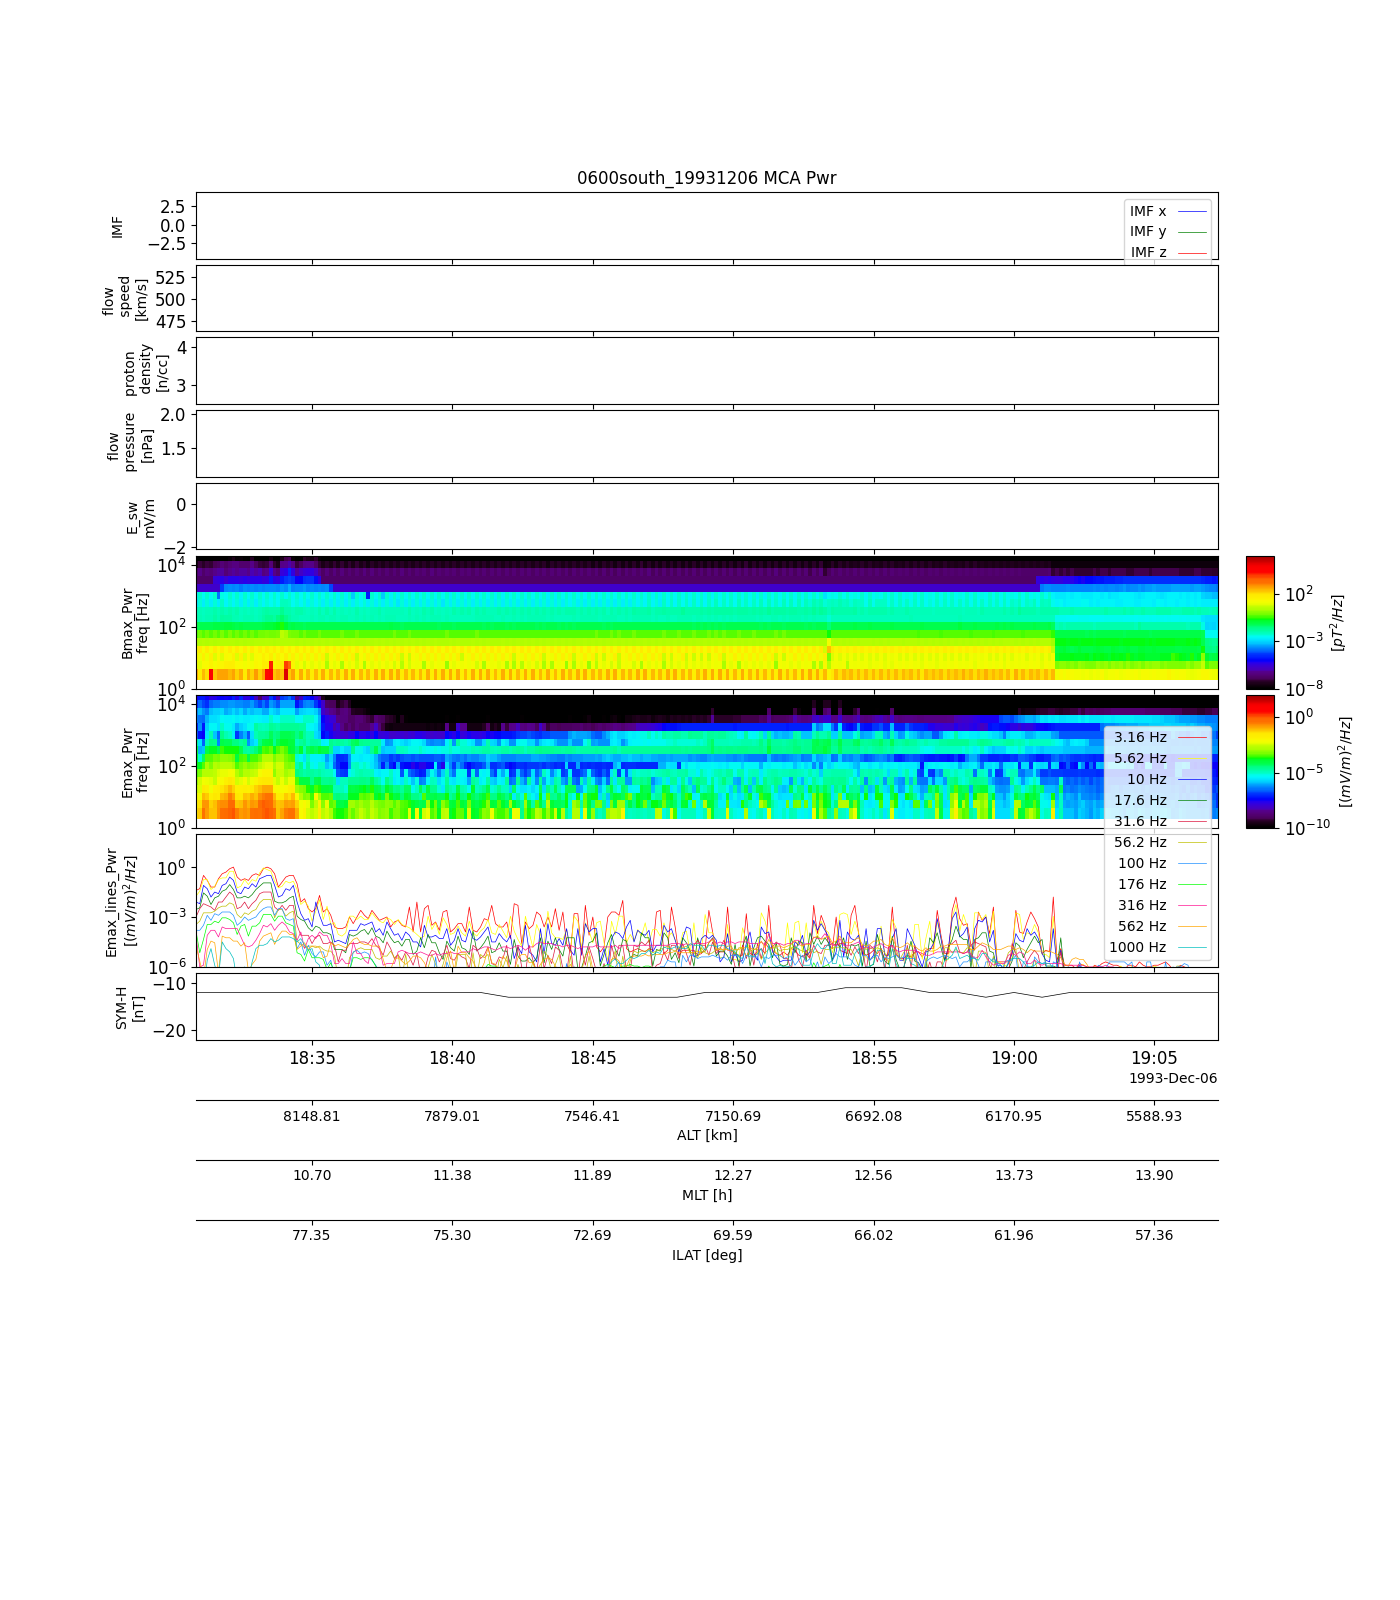 0600south_19931206 MCA Pwr
IMF
2.5
0.0
−2.5
IMF x
IMF y
IMF z
flow
speed
[km/s]
525
500
475
proton
density
[n/cc]
4
3
flow
pressure
[nPa]
2.0
1.5
E_sw
mV/m
0
−2
Bmax_Pwr
freq [Hz]
10^4
10^2
10^0
10^2
10^−3
10^−8
[pT^2/Hz]
Emax_Pwr
freq [Hz]
10^4
10^2
10^0
10^0
10^−5
10^−10
[(mV/m)^2/Hz]
3.16 Hz
5.62 Hz
10 Hz
17.6 Hz
31.6 Hz
56.2 Hz
100 Hz
176 Hz
316 Hz
562 Hz
1000 Hz
Emax_lines_Pwr
[(mV/m)^2/Hz]
10^0
10^−3
10^−6
SYM-H
[nT]
−10
−20
18:35 18:40 18:45 18:50 18:55 19:00 19:05
1993-Dec-06
8148.81 7879.01 7546.41 7150.69 6692.08 6170.95 5588.93
ALT [km]
10.70 11.38 11.89 12.27 12.56 13.73 13.90
MLT [h]
77.35 75.30 72.69 69.59 66.02 61.96 57.36
ILAT [deg]